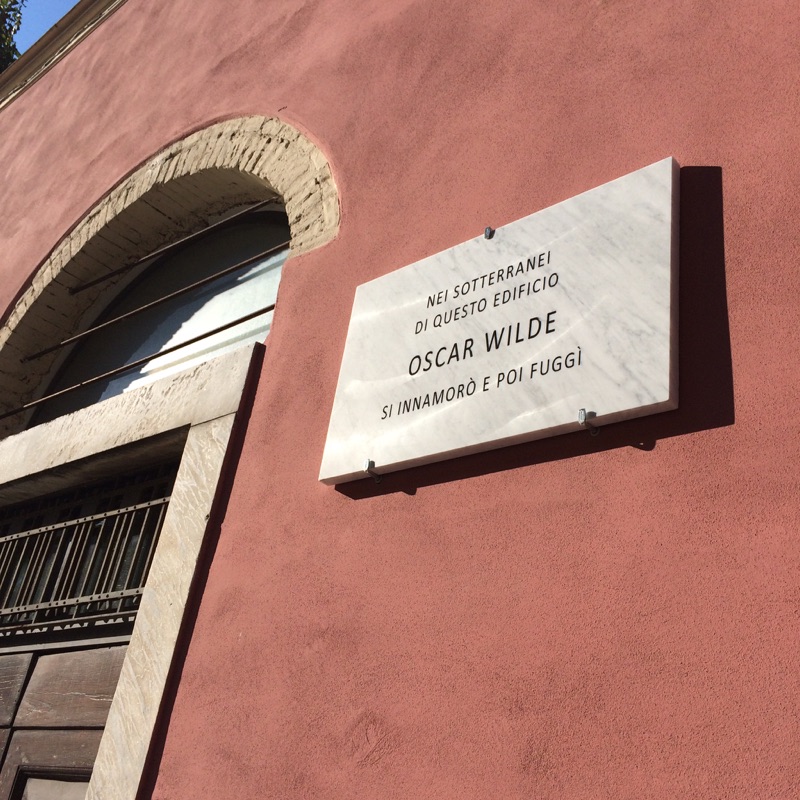 NEI SOTTERRANEI
DI QUESTO EDIFICIO
OSCAR WILDE
SI INNAMORÒ E POI FUGGÌ